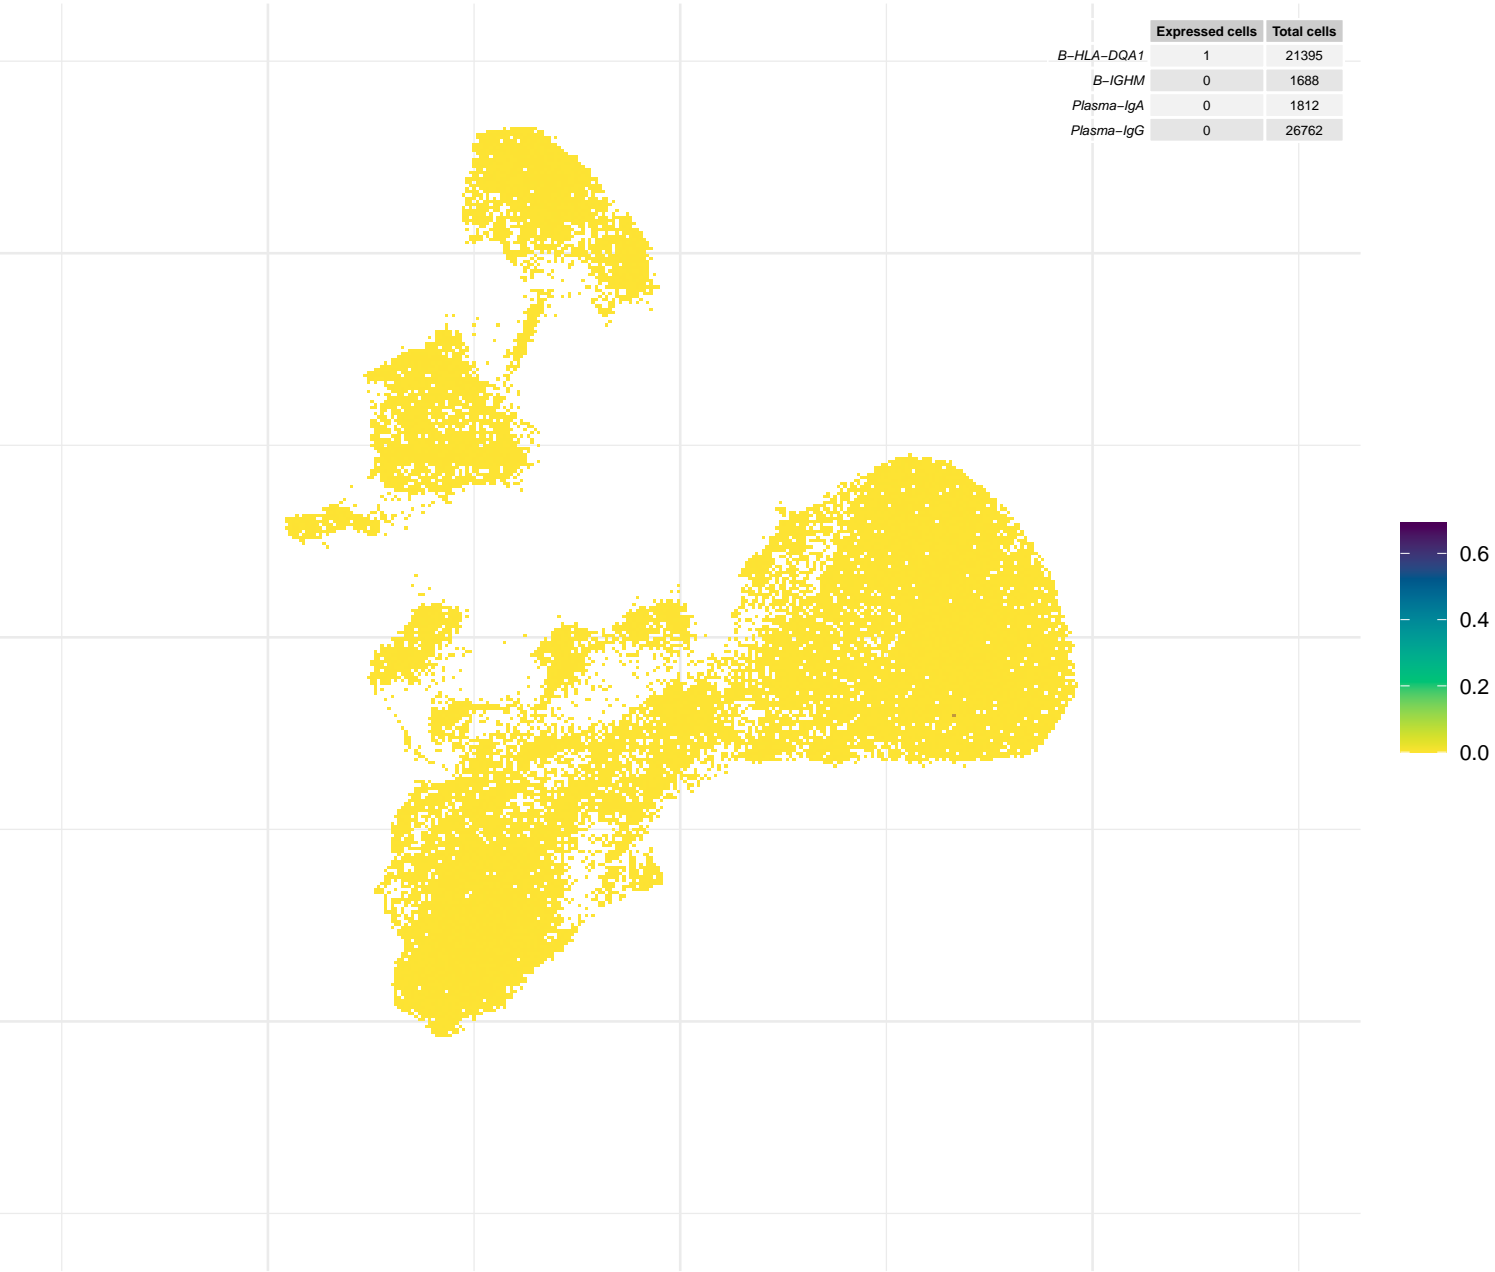 Expressed cells Total cells
B−HLA−DQA1 1 21395
B−IGHM 0 1688
Plasma−IgA 0 1812
Plasma−IgG 0 26762
0.6
0.4
0.2
0.0